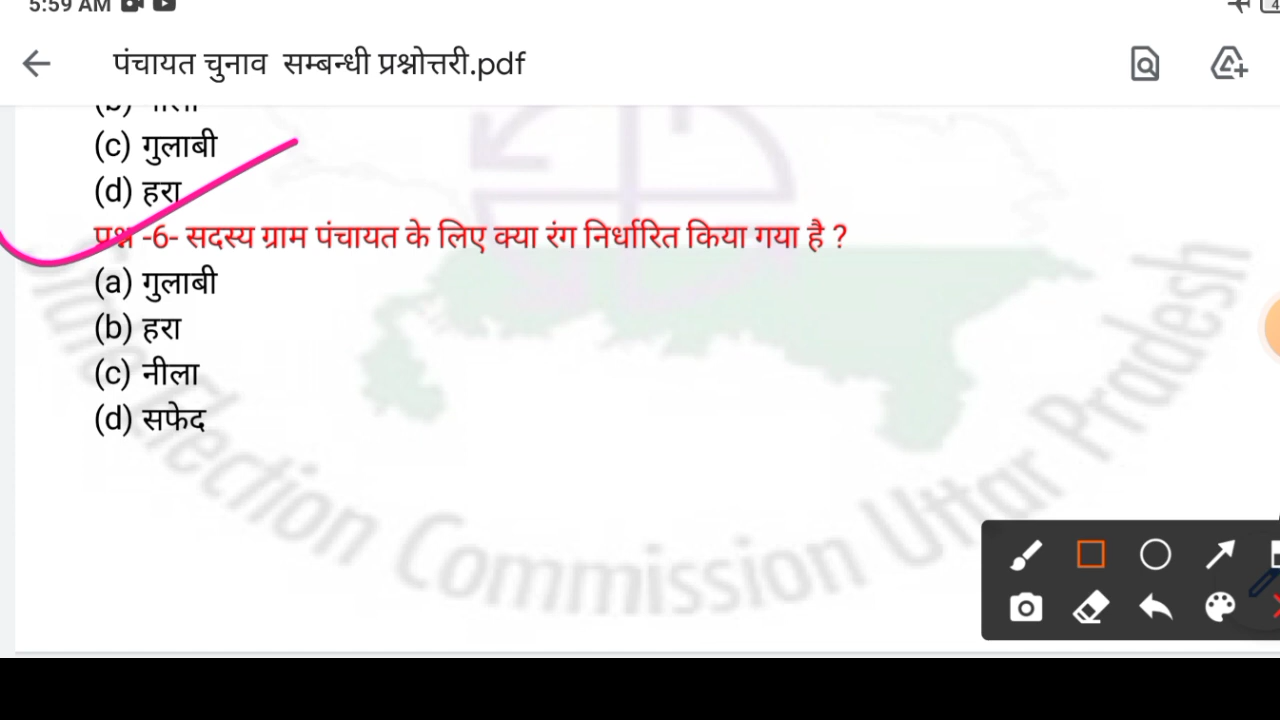 5:59 AM
पंचायत चुनाव सम्बन्धी प्रश्नोत्तरी.pdf
(c) गुलाबी
(d) हरा
प्रश्न -6- सदस्य ग्राम पंचायत के लिए क्या रंग निर्धारित किया गया है ?
(a) गुलाबी
(b) हरा
(c) नीला
(d) सफेद
Election Commission Uttar Pradesh